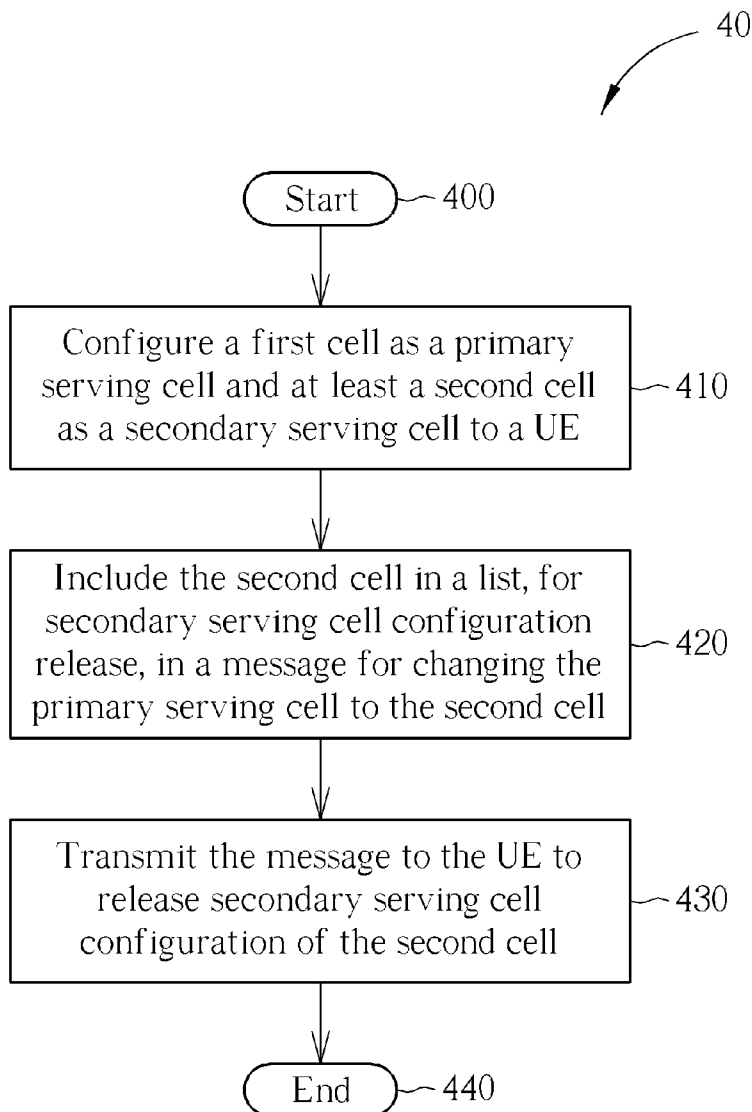 40
Start
400
Configure a first cell as a primary
serving cell and at least a second cell
as a secondary serving cell to a UE
410
Include the second cell in a list, for
secondary serving cell configuration
release, in a message for changing the
primary serving cell to the second cell
420
Transmit the message to the UE to
release secondary serving cell
configuration of the second cell
430
End
440